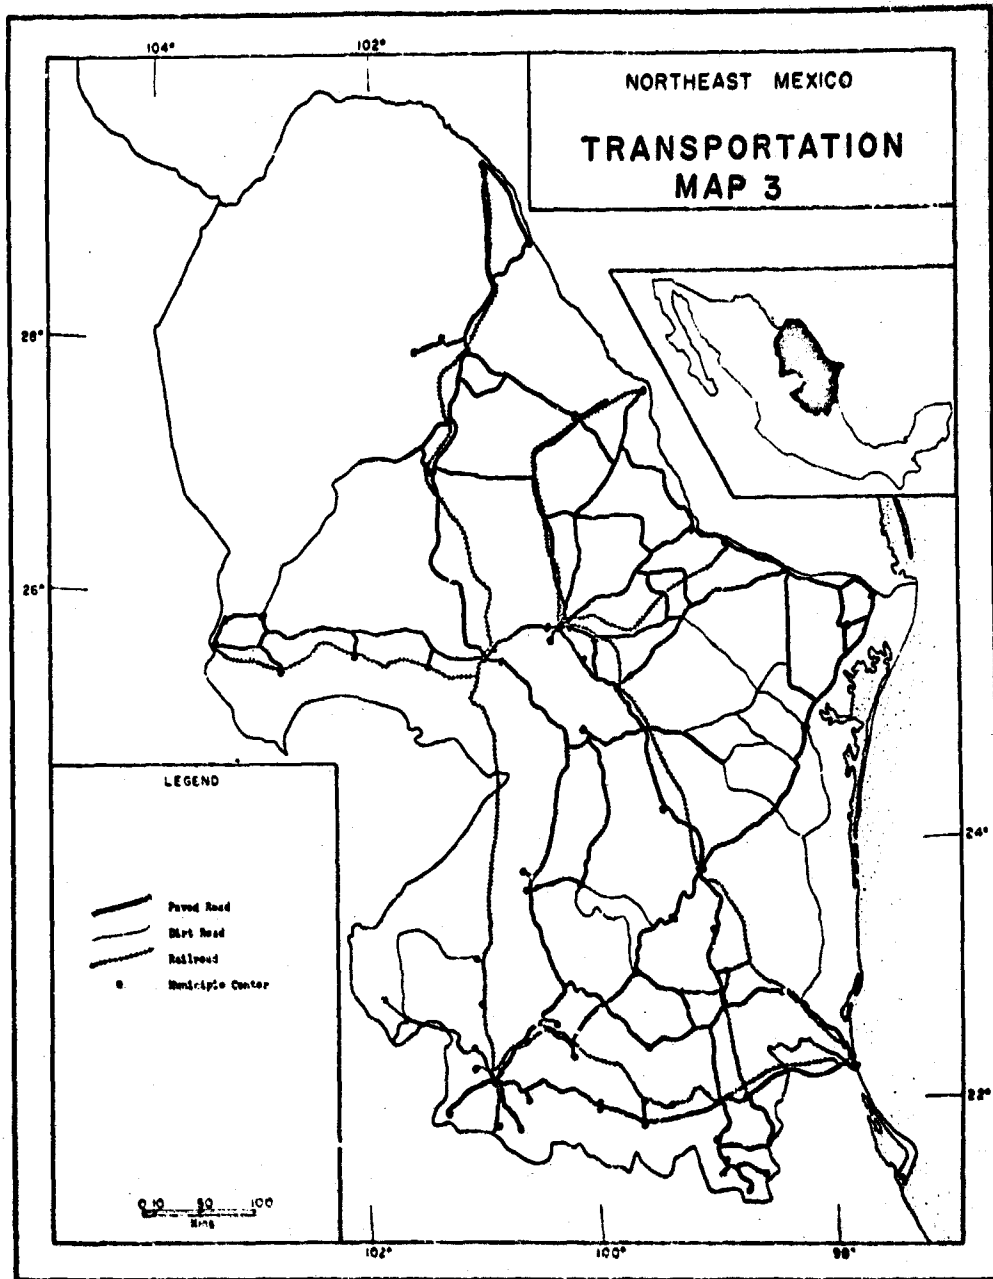 104° 102°
NORTHEAST MEXICO
TRANSPORTATION
MAP 3
28°
26°
LEGEND
24°
Paved Road
Dirt Road
Railroad
Municipio Center
22°
0 10 50 100
102° 100° 98°